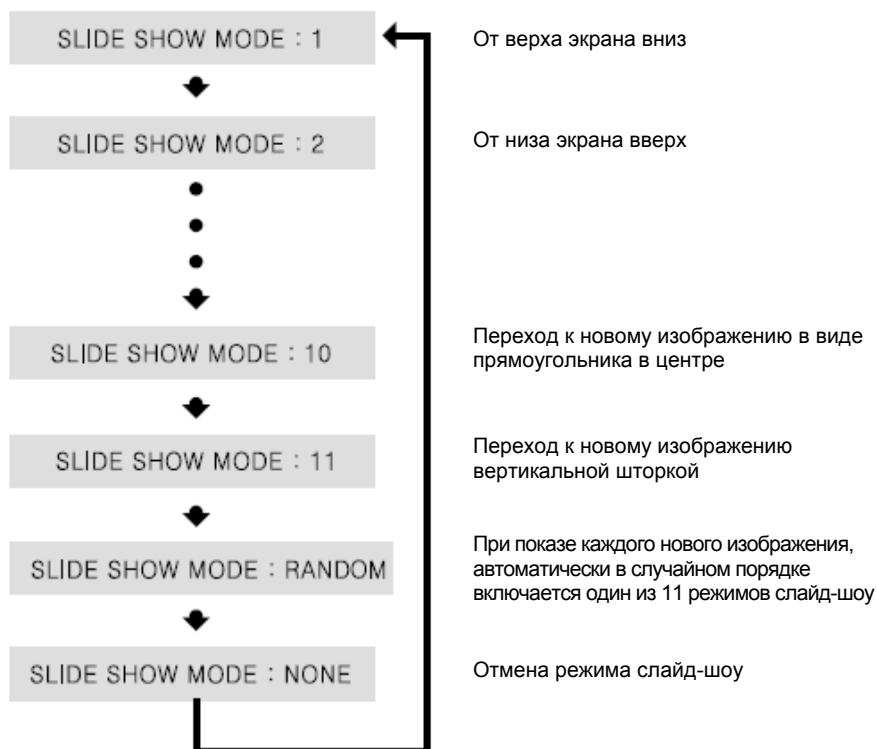 SLIDE SHOW MODE : 1
От верха экрана вниз
SLIDE SHOW MODE : 2
От низа экрана вверх
SLIDE SHOW MODE : 10
Переход к новому изображению в виде
прямоугольника в центре
SLIDE SHOW MODE : 11
Переход к новому изображению
вертикальной шторкой
SLIDE SHOW MODE : RANDOM
При показе каждого нового изображения,
автоматически в случайном порядке
включается один из 11 режимов слайд-шоу
SLIDE SHOW MODE : NONE
Отмена режима слайд-шоу